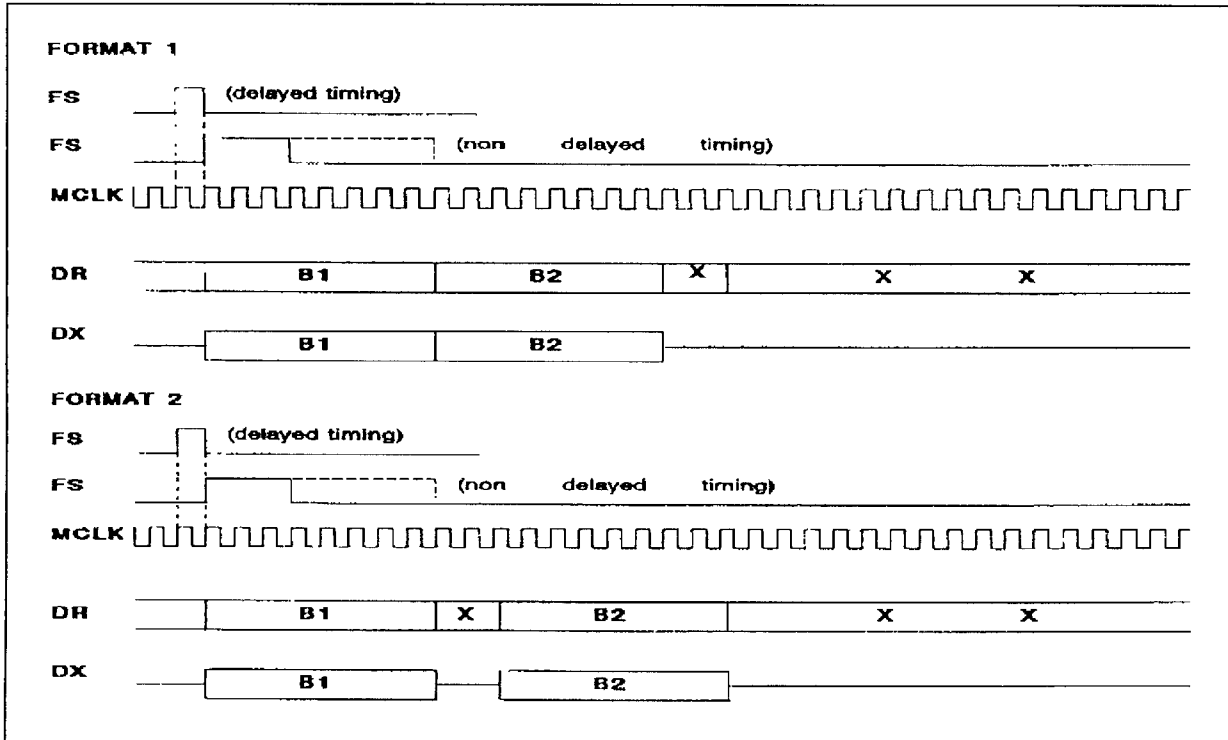 FORMAT 1
FS (delayed timing)
FS (non delayed timing)
MCLK
DR B1 B2 X X X
DX B1 B2
FORMAT 2
FS (delayed timing)
FS (non delayed timing)
MCLK
DR B1 X B2 X X
DX B1 B2